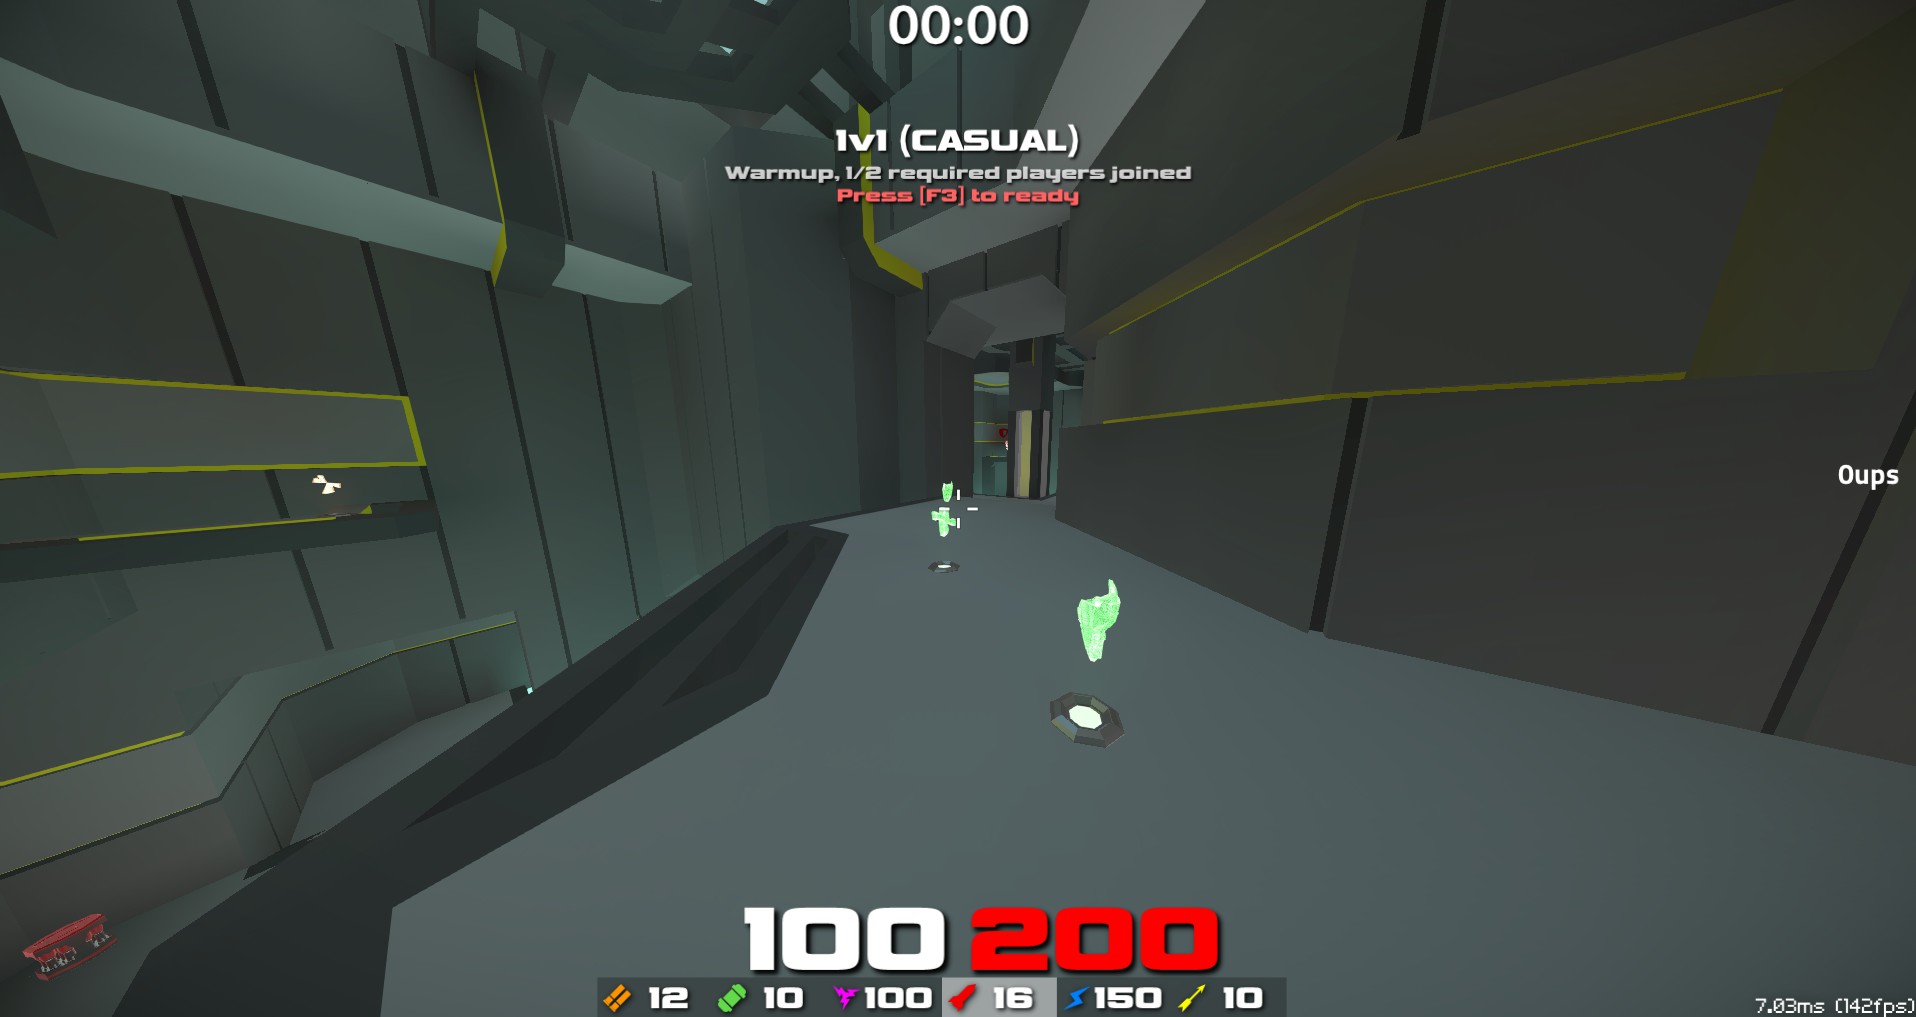 00:00
1v1 (CASUAL)
Warmup, 1/2 required players joined
Press [F3] to ready
Oups
100 200
12 10 100 16 150 10
7.03ms (142fps)